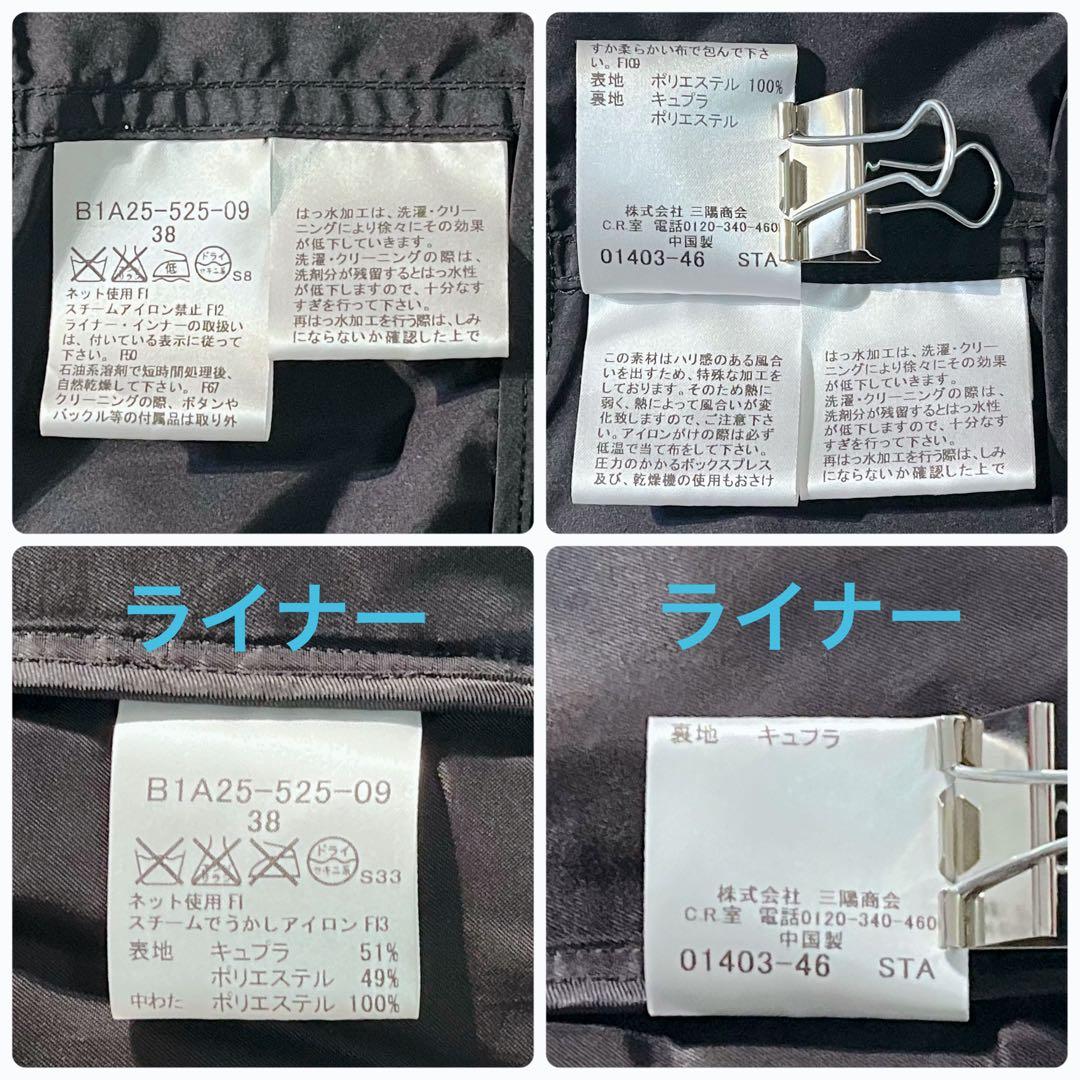 B1A25-525-09
38
低
ドライ
セキユ系
S8
ネット使用 F1
スチームアイロン禁止 F12
ライナー・インナーの取扱い
は、付いている表示に従って
下さい。 F50
石油系溶剤で短時間処理後、
自然乾燥して下さい。 F67
クリーニングの際、ボタンや
バックル等の付属品は取り外
はっ水加工は、洗濯・クリー
ニングにより徐々にその効果
が低下していきます。
洗濯・クリーニングの際は、
洗剤分が残留するとはっ水性
が低下しますので、十分なす
すぎを行って下さい。
再はっ水加工を行う際は、しみ
にならないか確認した上で
すか柔らかい布で包んで下さ
い。F109
表地 ポリエステル 100%
裏地 キュプラ
ポリエステル
株式会社 三陽商会
C.R.室 電話0120-340-460
中国製
01403-46 STA
この素材はハリ感のある風合
いを出すため、特殊な加工を
しております。そのため熱に
弱く、熱によって風合いが変
化致しますので、ご注意下さ
い。アイロンがけの際は必ず
低温で当て布をして下さい。
圧力のかかるボックスプレス
及び、乾燥機の使用もおさけ
はっ水加工は、洗濯・クリー
ニングにより徐々にその効果
が低下していきます。
洗濯・クリーニングの際は、
洗剤分が残留するとはっ水性
が低下しますので、十分なす
すぎを行って下さい。
再はっ水加工を行う際は、しみ
にならないか確認した上で
ライナー
B1A25-525-09
38
ドライ
セキユ系
S33
ネット使用 F1
スチームでうかしアイロン F13
表地 キュプラ 51%
ポリエステル 49%
中わた ポリエステル 100%
ライナー
裏地 キュプラ
株式会社 三陽商会
C.R.室 電話0120-340-460
中国製
01403-46 STA